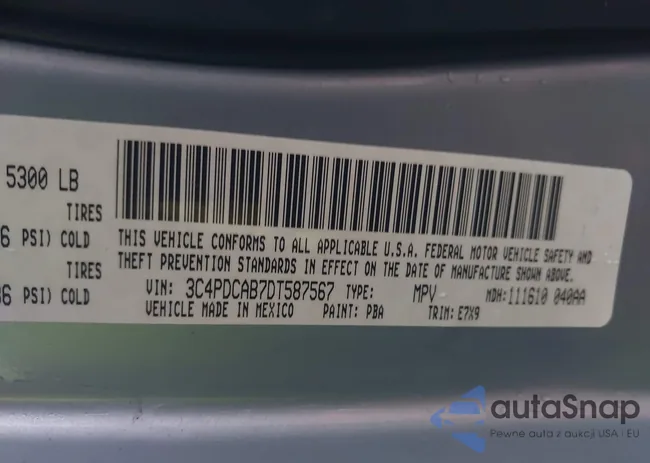 5300 LB
TIRES
6 PSI) COLD
TIRES
36 PSI) COLD
THIS VEHICLE CONFORMS TO ALL APPLICABLE U.S.A. FEDERAL MOTOR VEHICLE SAFETY AND
THEFT PREVENTION STANDARDS IN EFFECT ON THE DATE OF MANUFACTURE SHOWN ABOVE.
VIN: 3C4PDCAB7DT587567 TYPE: MPV MDH:111610 040AA
VEHICLE MADE IN MEXICO PAINT: PBA TRIM: E7X9
autaSnap
Pewne auta z aukcji USA i EU